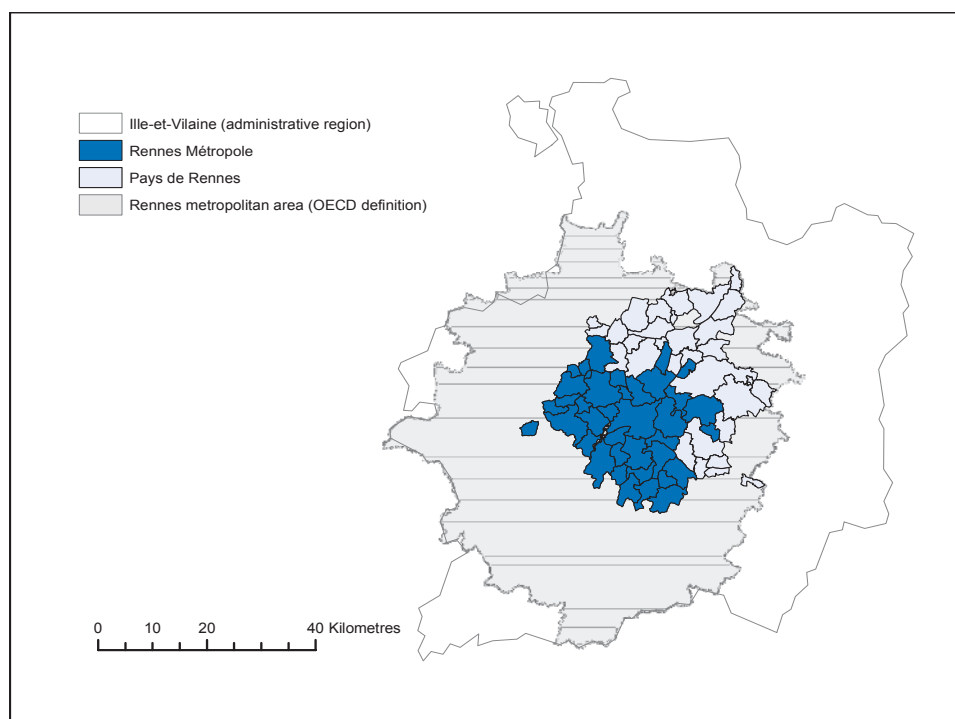 Ille-et-Vilaine (administrative region)
Rennes Métropole
Pays de Rennes
Rennes metropolitan area (OECD definition)
0 10 20 40 Kilometres